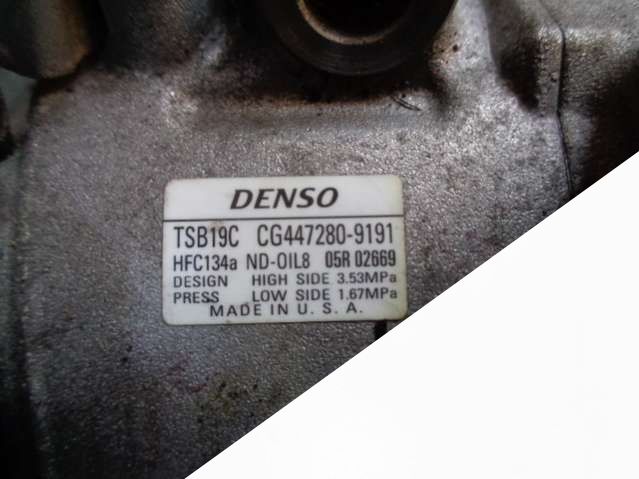 DENSO
TSB19C CG447280-9191
HFC134a ND-OIL8 05R 02669
DESIGN HIGH SIDE 3.53MPa
PRESS LOW SIDE 1.67MPa
MADE IN U. S. A.